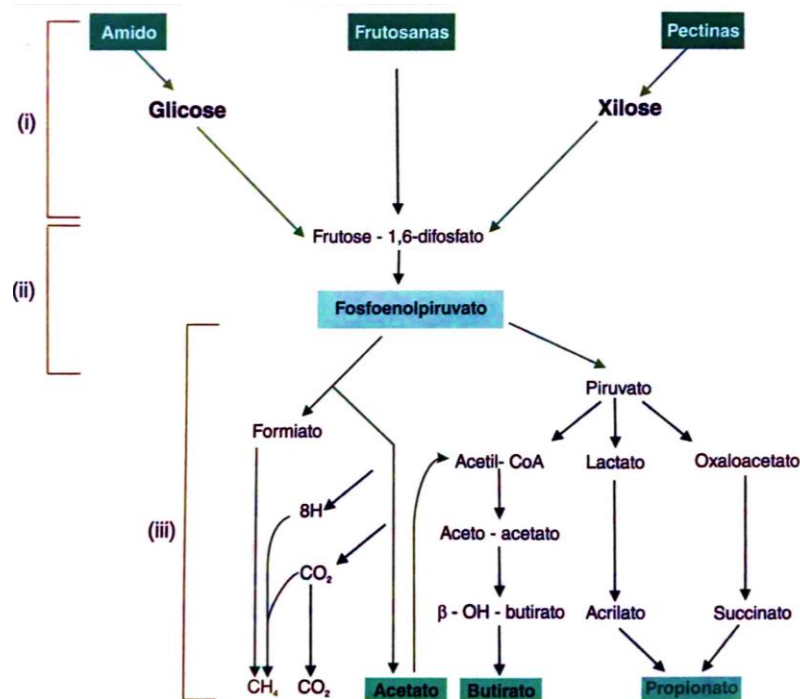 Amido
Frutosanas
Pectinas
Glicose
Xilose
(i)
Frutose - 1,6-difosfato
(ii)
Fosfoenolpiruvato
Piruvato
Formiato
Acetil- CoA
Lactato
Oxaloacetato
8H
(iii)
Aceto - acetato
CO₂
β - OH - butirato
Acrilato
Succinato
CH₄
CO₂
Acetato
Butirato
Propionato